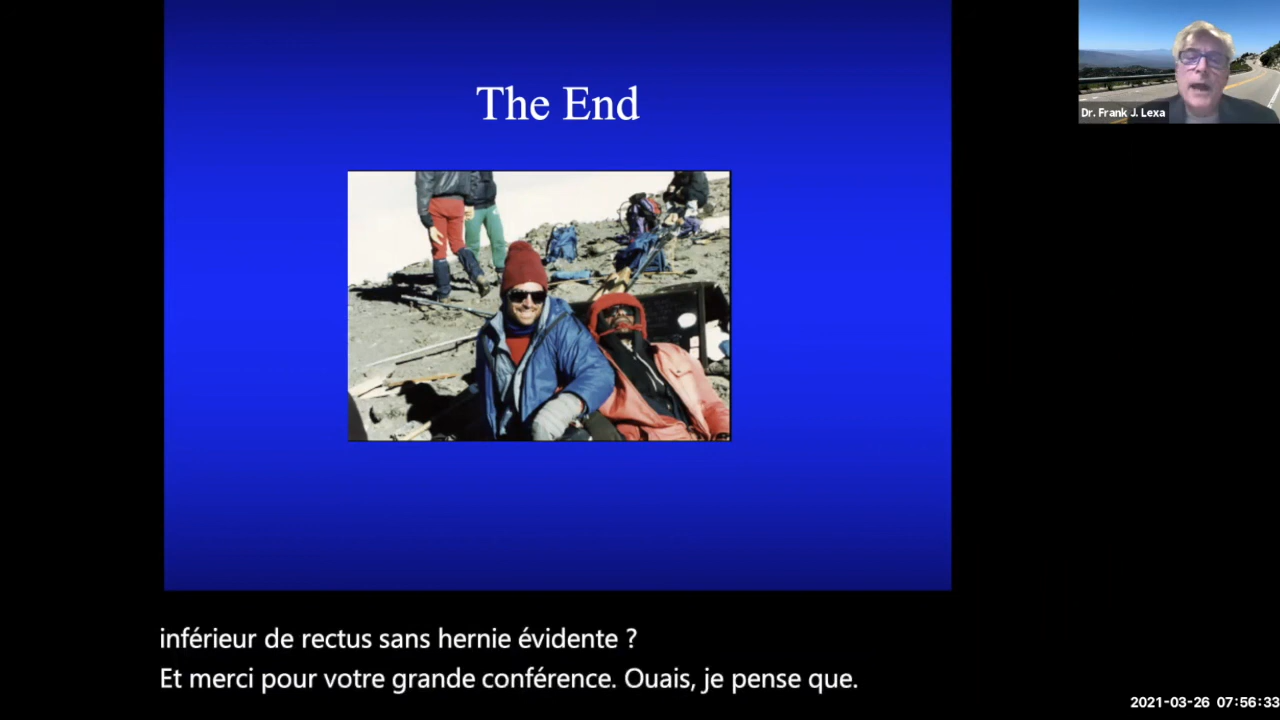 The End
Dr. Frank J. Lexa
inférieur de rectus sans hernie évidente ?
Et merci pour votre grande conférence. Ouais, je pense que.
2021-03-26 07:56:33